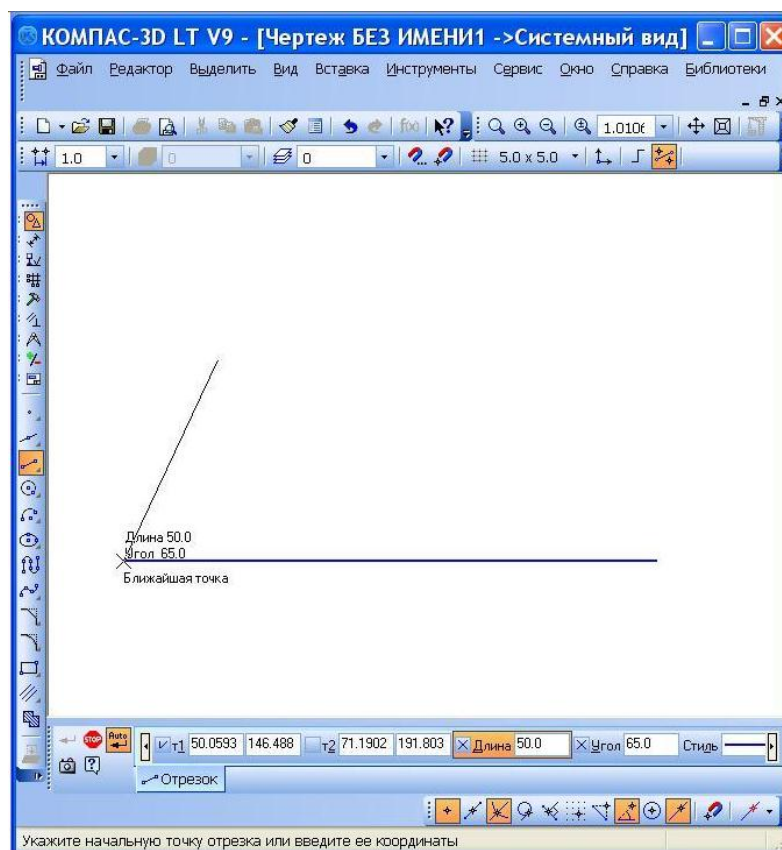 КОМПАС-3D LT V9 - [Чертеж БЕЗ ИМЕНИ1 ->Системный вид]
Файл Редактор Выделить Вид Вставка Инструменты Сервис Окно Справка Библиотеки
f(x) 1.0106
1.0 0 0 5.0 x 5.0
Длина 50.0
Угол 65.0
Ближайшая точка
STOP Auto т1 50.0593 146.488 т2 71.1902 191.803 Длина 50.0 Угол 65.0 Стиль
Отрезок
Укажите начальную точку отрезка или введите ее координаты